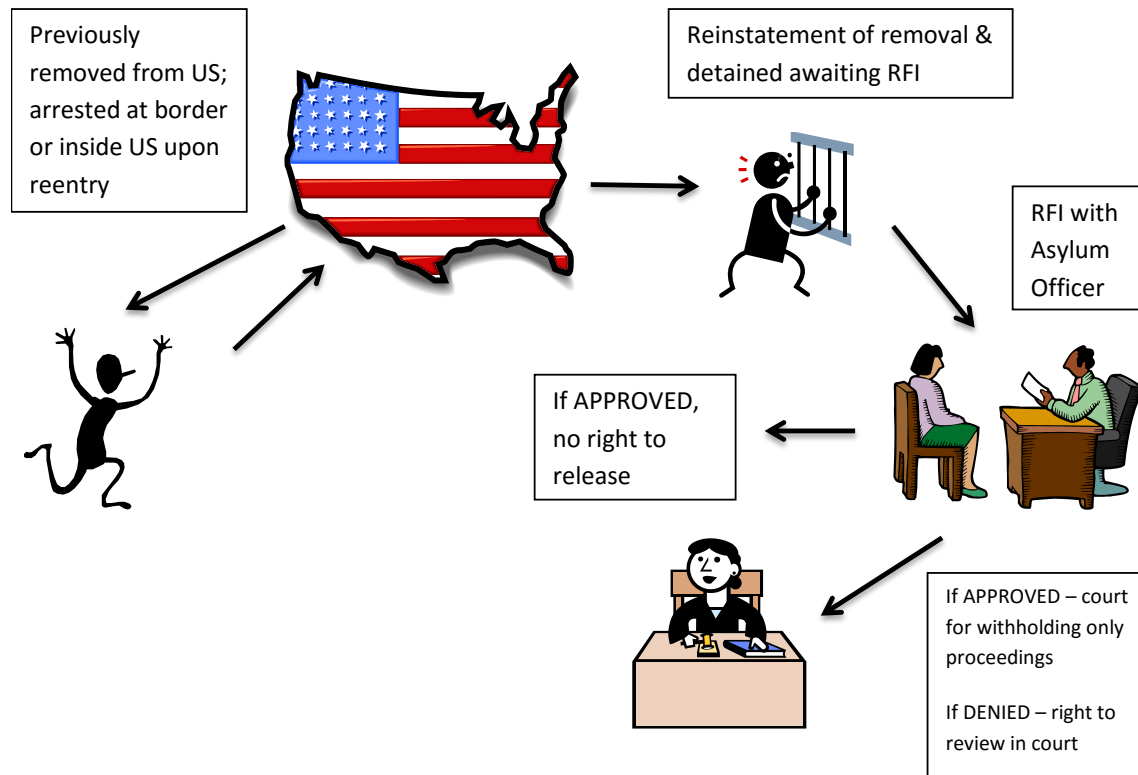 Previously
removed from US;
arrested at border
or inside US upon
reentry
Reinstatement of removal &
detained awaiting RFI
RFI with
Asylum
Officer
If APPROVED,
no right to
release
If APPROVED – court
for withholding only
proceedings
If DENIED – right to
review in court